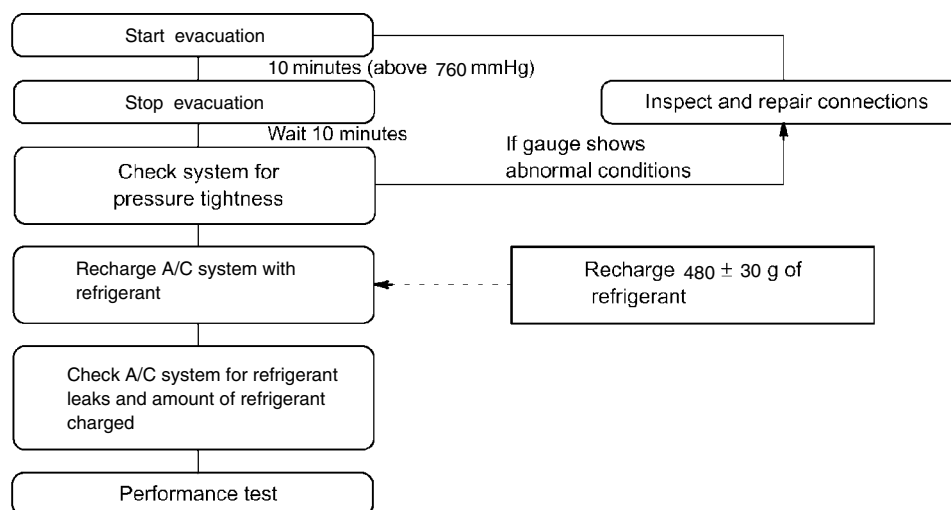 Start evacuation
10 minutes (above 760 mmHg)
Stop evacuation
Inspect and repair connections
Wait 10 minutes
If gauge shows
abnormal conditions
Check system for
pressure tightness
Recharge A/C system with
refrigerant
Recharge 480 ± 30 g of
refrigerant
Check A/C system for refrigerant
leaks and amount of refrigerant
charged
Performance test